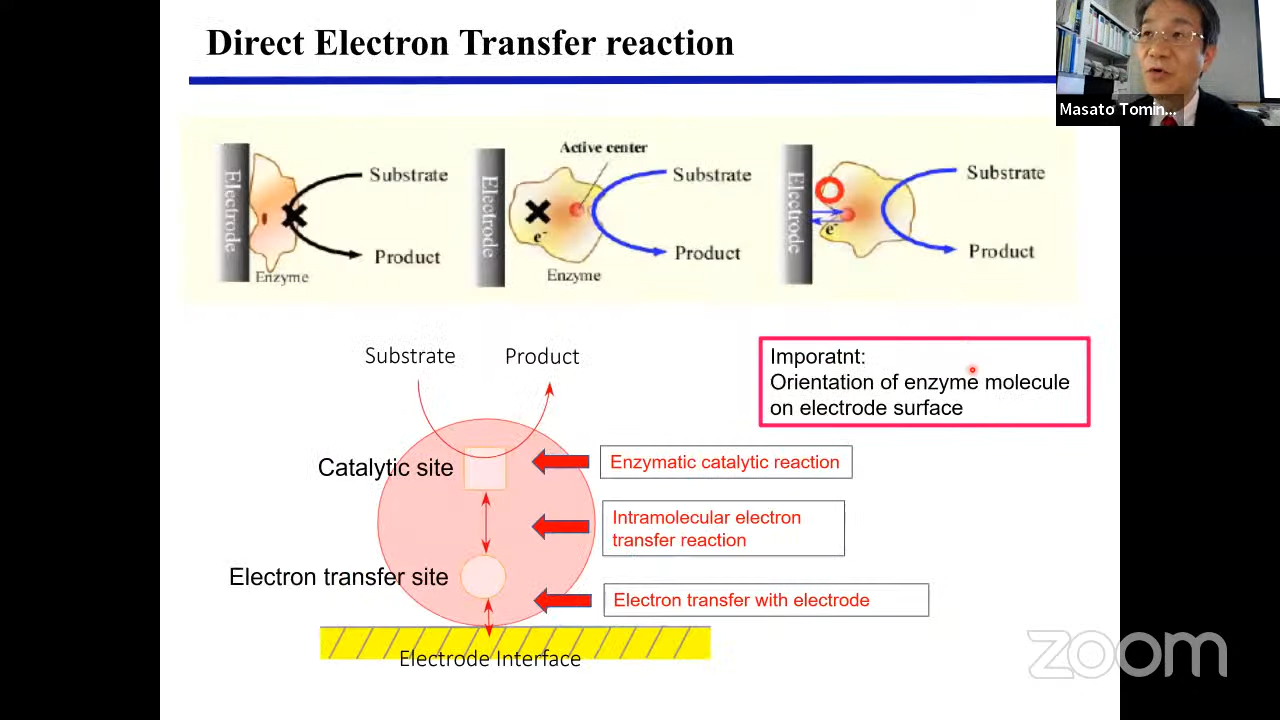 Direct Electron Transfer reaction
Masato Tomin...
Electrode
Substrate
Product
Enzyme
Electrode
Active center
Substrate
e-
Product
Enzyme
Electrode
Substrate
e-
Product
Substrate Product
Imporatnt:
Orientation of enzyme molecule
on electrode surface
Catalytic site
Enzymatic catalytic reaction
Intramolecular electron
transfer reaction
Electron transfer site
Electron transfer with electrode
Electrode Interface
zoom